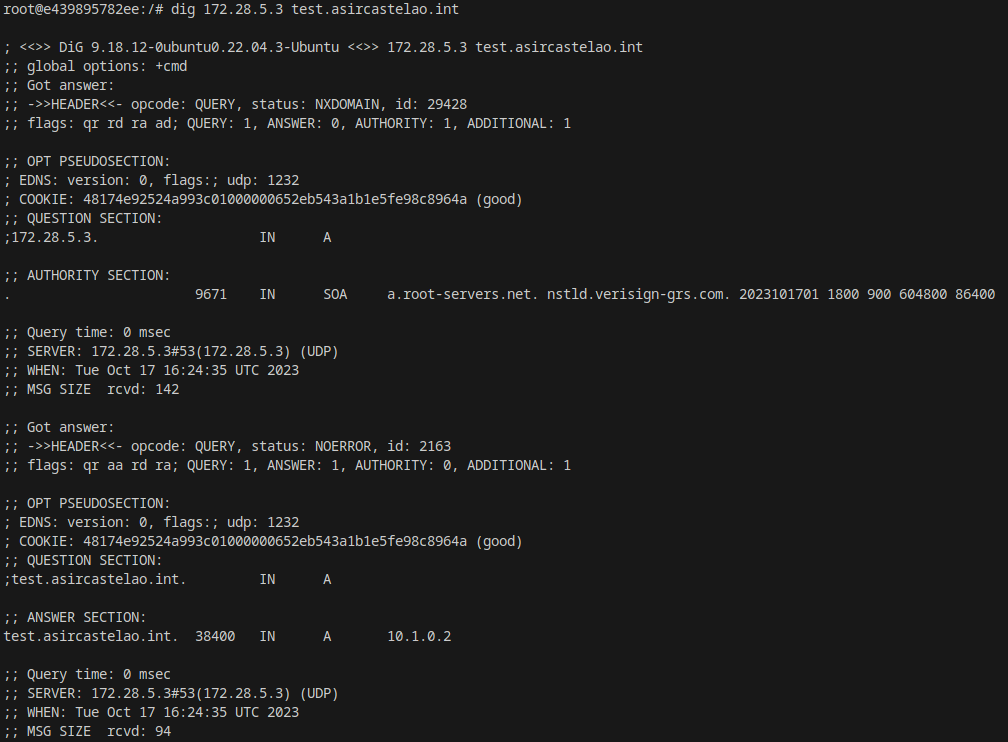 root@e439895782ee:/# dig 172.28.5.3 test.asircastelao.int

; <<>> DiG 9.18.12-0ubuntu0.22.04.3-Ubuntu <<>> 172.28.5.3 test.asircastelao.int
;; global options: +cmd
;; Got answer:
;; ->>HEADER<<- opcode: QUERY, status: NXDOMAIN, id: 29428
;; flags: qr rd ra ad; QUERY: 1, ANSWER: 0, AUTHORITY: 1, ADDITIONAL: 1

;; OPT PSEUDOSECTION:
; EDNS: version: 0, flags:; udp: 1232
; COOKIE: 48174e92524a993c01000000652eb543a1b1e5fe98c8964a (good)
;; QUESTION SECTION:
;172.28.5.3. IN A

;; AUTHORITY SECTION:
. 9671 IN SOA a.root-servers.net. nstld.verisign-grs.com. 2023101701 1800 900 604800 86400

;; Query time: 0 msec
;; SERVER: 172.28.5.3#53(172.28.5.3) (UDP)
;; WHEN: Tue Oct 17 16:24:35 UTC 2023
;; MSG SIZE rcvd: 142

;; Got answer:
;; ->>HEADER<<- opcode: QUERY, status: NOERROR, id: 2163
;; flags: qr aa rd ra; QUERY: 1, ANSWER: 1, AUTHORITY: 0, ADDITIONAL: 1

;; OPT PSEUDOSECTION:
; EDNS: version: 0, flags:; udp: 1232
; COOKIE: 48174e92524a993c01000000652eb543a1b1e5fe98c8964a (good)
;; QUESTION SECTION:
;test.asircastelao.int. IN A

;; ANSWER SECTION:
test.asircastelao.int. 38400 IN A 10.1.0.2

;; Query time: 0 msec
;; SERVER: 172.28.5.3#53(172.28.5.3) (UDP)
;; WHEN: Tue Oct 17 16:24:35 UTC 2023
;; MSG SIZE rcvd: 94